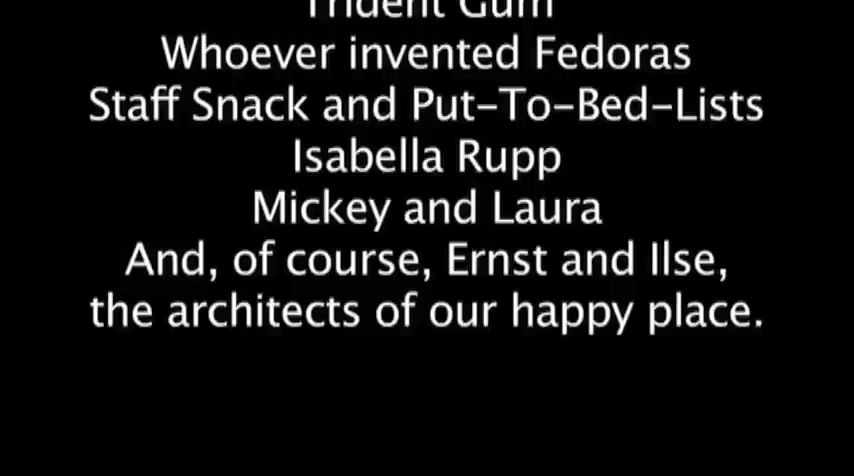 Trident Gum
Whoever invented Fedoras
Staff Snack and Put-To-Bed-Lists
Isabella Rupp
Mickey and Laura
And, of course, Ernst and Ilse,
the architects of our happy place.